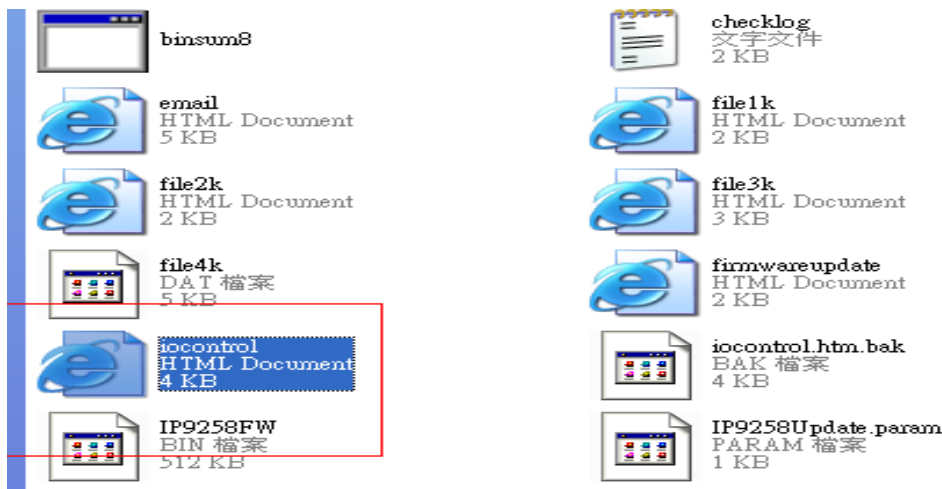 binsum8
checklog
文字文件
2 KB
email
HTML Document
5 KB
file1k
HTML Document
2 KB
file2k
HTML Document
2 KB
file3k
HTML Document
3 KB
file4k
DAT 檔案
5 KB
firmwareupdate
HTML Document
2 KB
iocontrol
HTML Document
4 KB
iocontrol.htm.bak
BAK 檔案
4 KB
IP9258FW
BIN 檔案
512 KB
IP9258Update.param
PARAM 檔案
1 KB